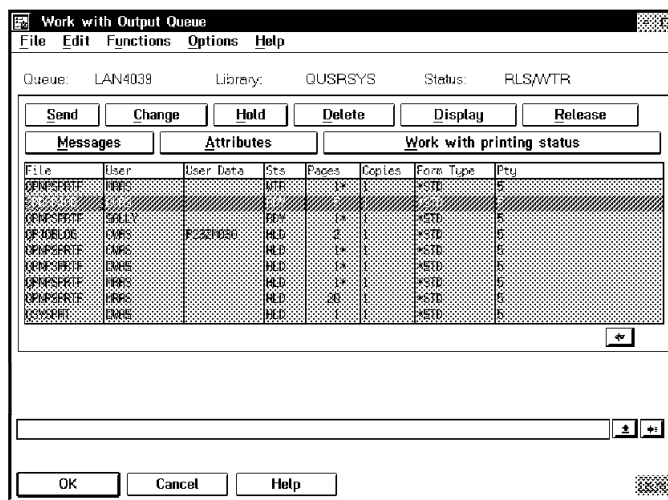 Work with Output Queue
File Edit Functions Options Help
Queue: LAN4039 Library: QUSRSYS Status: RLS/WTR
Send Change Hold Delete Display Release
Messages Attributes Work with printing status
File User User Data Sts Pages Copies Form Type Pty
QPNPSPRTF MRRS WTR 1* 1 *STD 5
QPNPSPRTF SALLY RDY 1* 1 *STD 5
QPJOBLOG CWRS HLD 2 1 *STD 5
QPNPSPRTF CWRS HLD 1* 1 *STD 5
QPNPSPRTF CWRS HLD 1* 1 *STD 5
QPNPSPRTF MRRS HLD 1* 1 *STD 5
QPNPSPRTF MRRS HLD 20 1 *STD 5
QSYSPRT CWRS HLD 1 1 *STD 5
OK Cancel Help